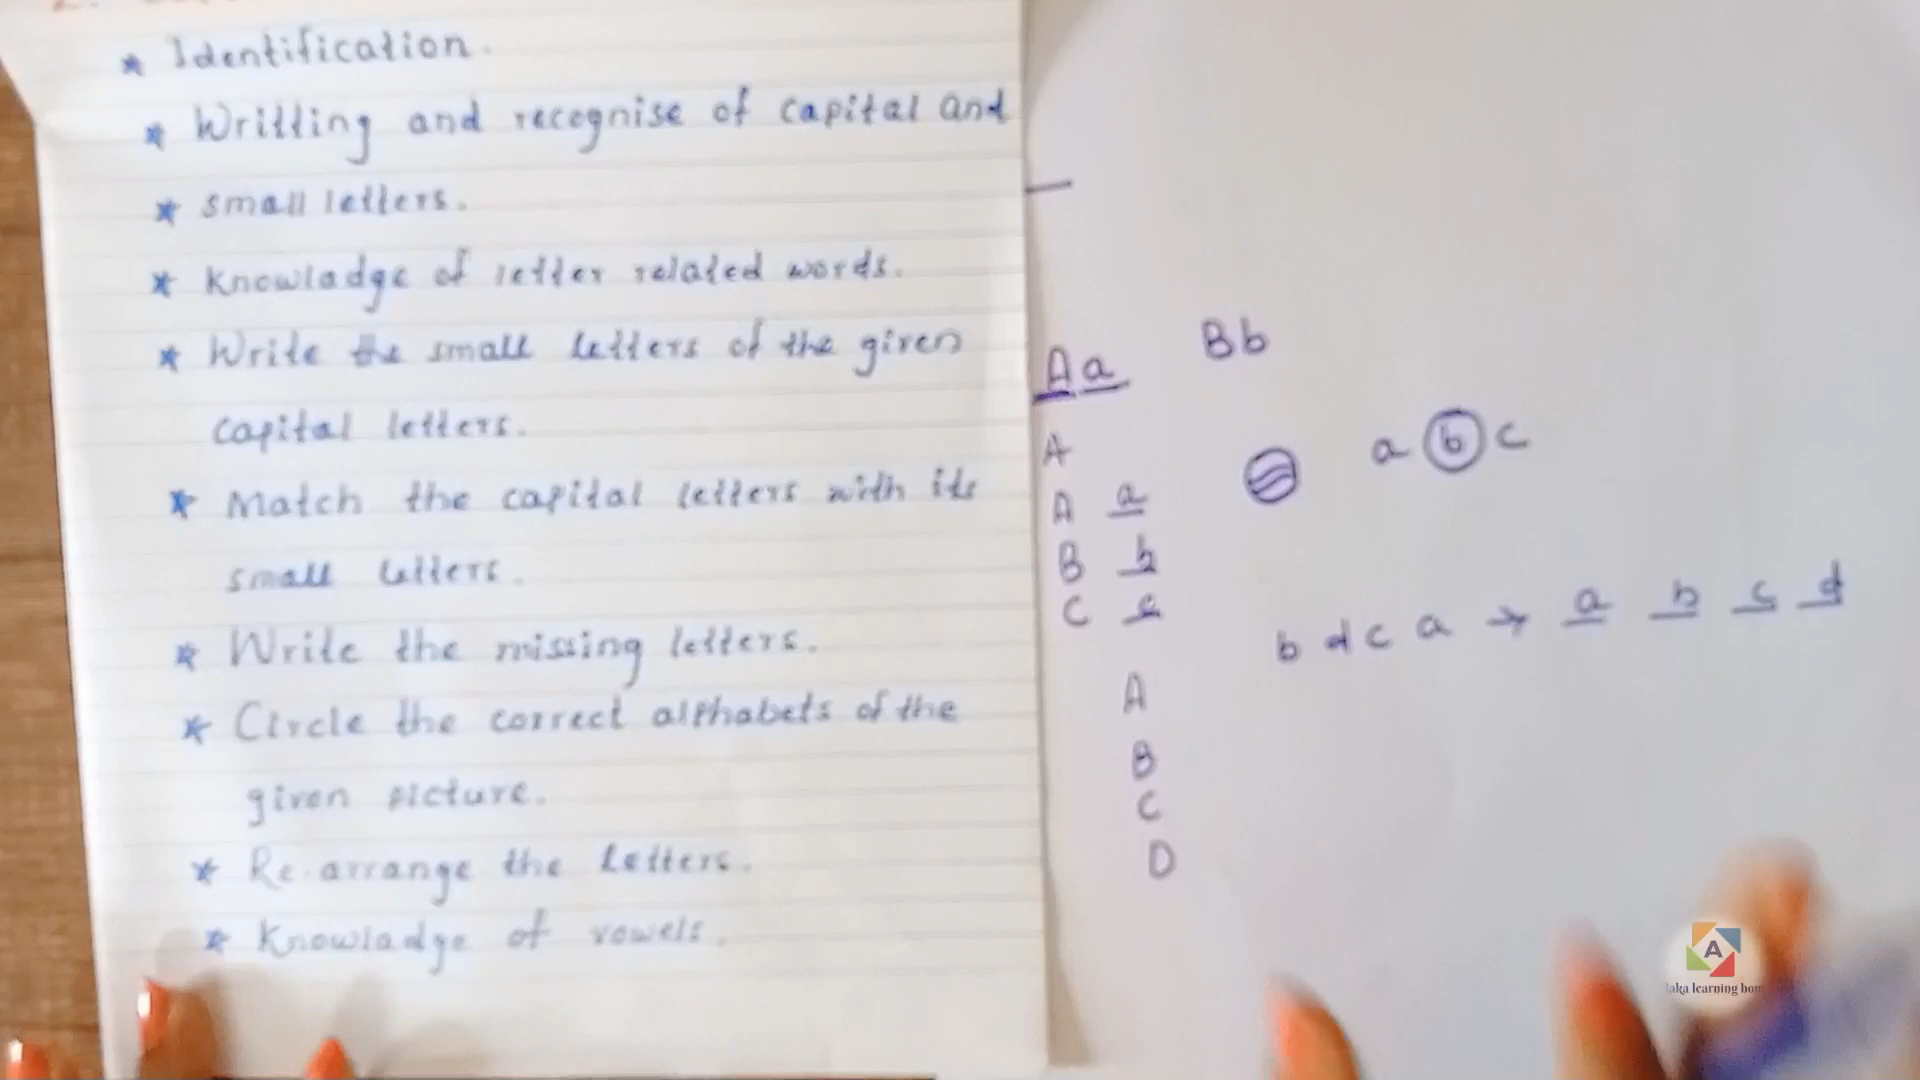 * Identification.
* Writting and recognise of capital and
* small letters.
* Knowladge of letter related words.
* Write the small letters of the given
capital letters.
* Match the capital letters with its
small letters.
* Write the missing letters.
* Circle the correct alphabets of the
given picture.
* Re-arrange the letters.
* Knowladge of vowels.
Aa Bb
A
a b c
A a
B b
C c
b d c a → a b c d
A
B
C
D
A
learning